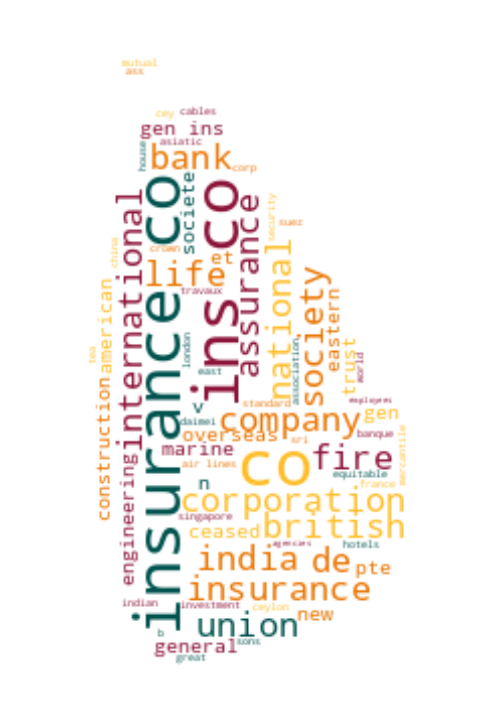 mutual
ass
cey cables
gen ins
asiatic
house
bank
corp
insurance co
ins co
societe
international
assurance
security
suez
china
crown
et
life
national
travaux
society
american
eastern
london
association
trust
world
tea
east
construction
standard
employees
v
daimei
company
gen
overseas
sri
banque
mercantile
marine
co
fire
air lines
equitable
engineering
n
france
corporation
singapore
ceased
british
agencies
hotels
india
de
pte
insurance
indian
investment
ceylon
new
b
union
general
sons
great